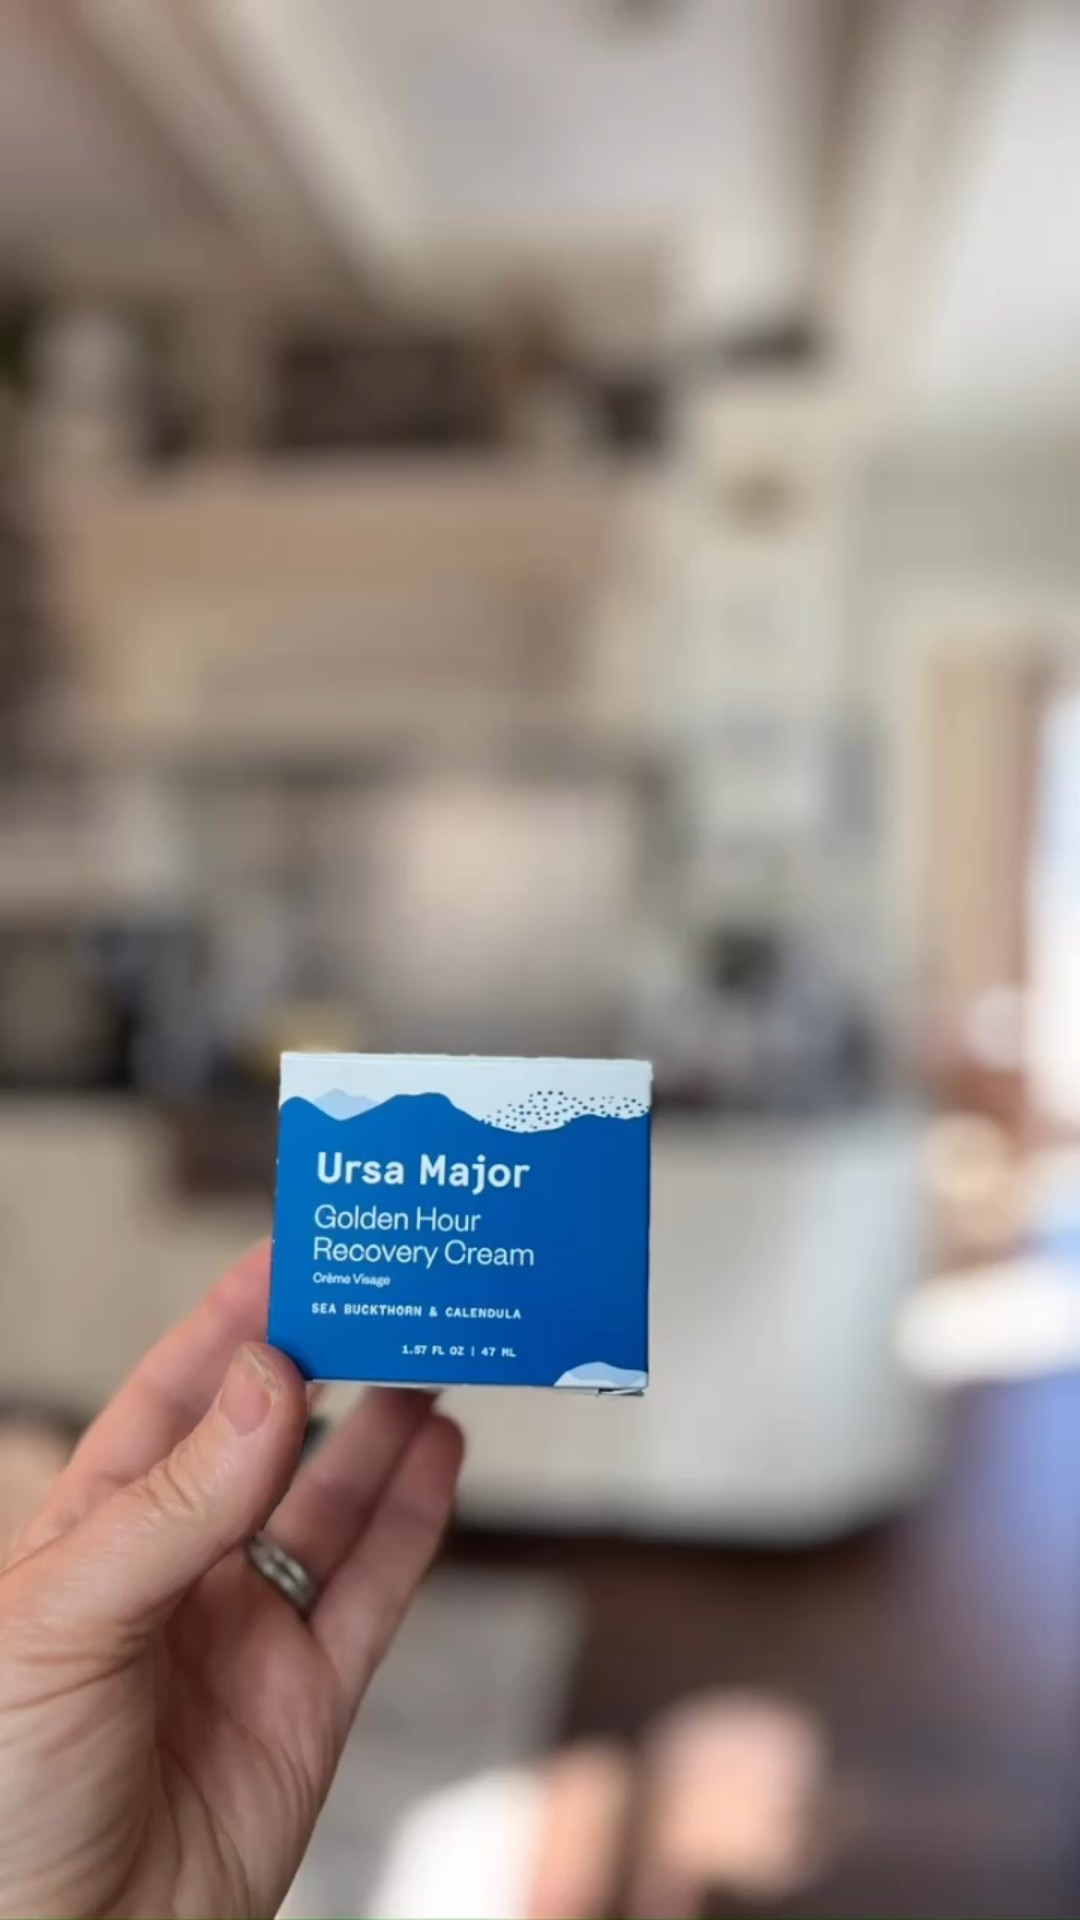 Ursa Major
Golden Hour
Recovery Cream
Crème Visage
SEA BUCKTHORN & CALENDULA
1.57 FL OZ | 47 ML